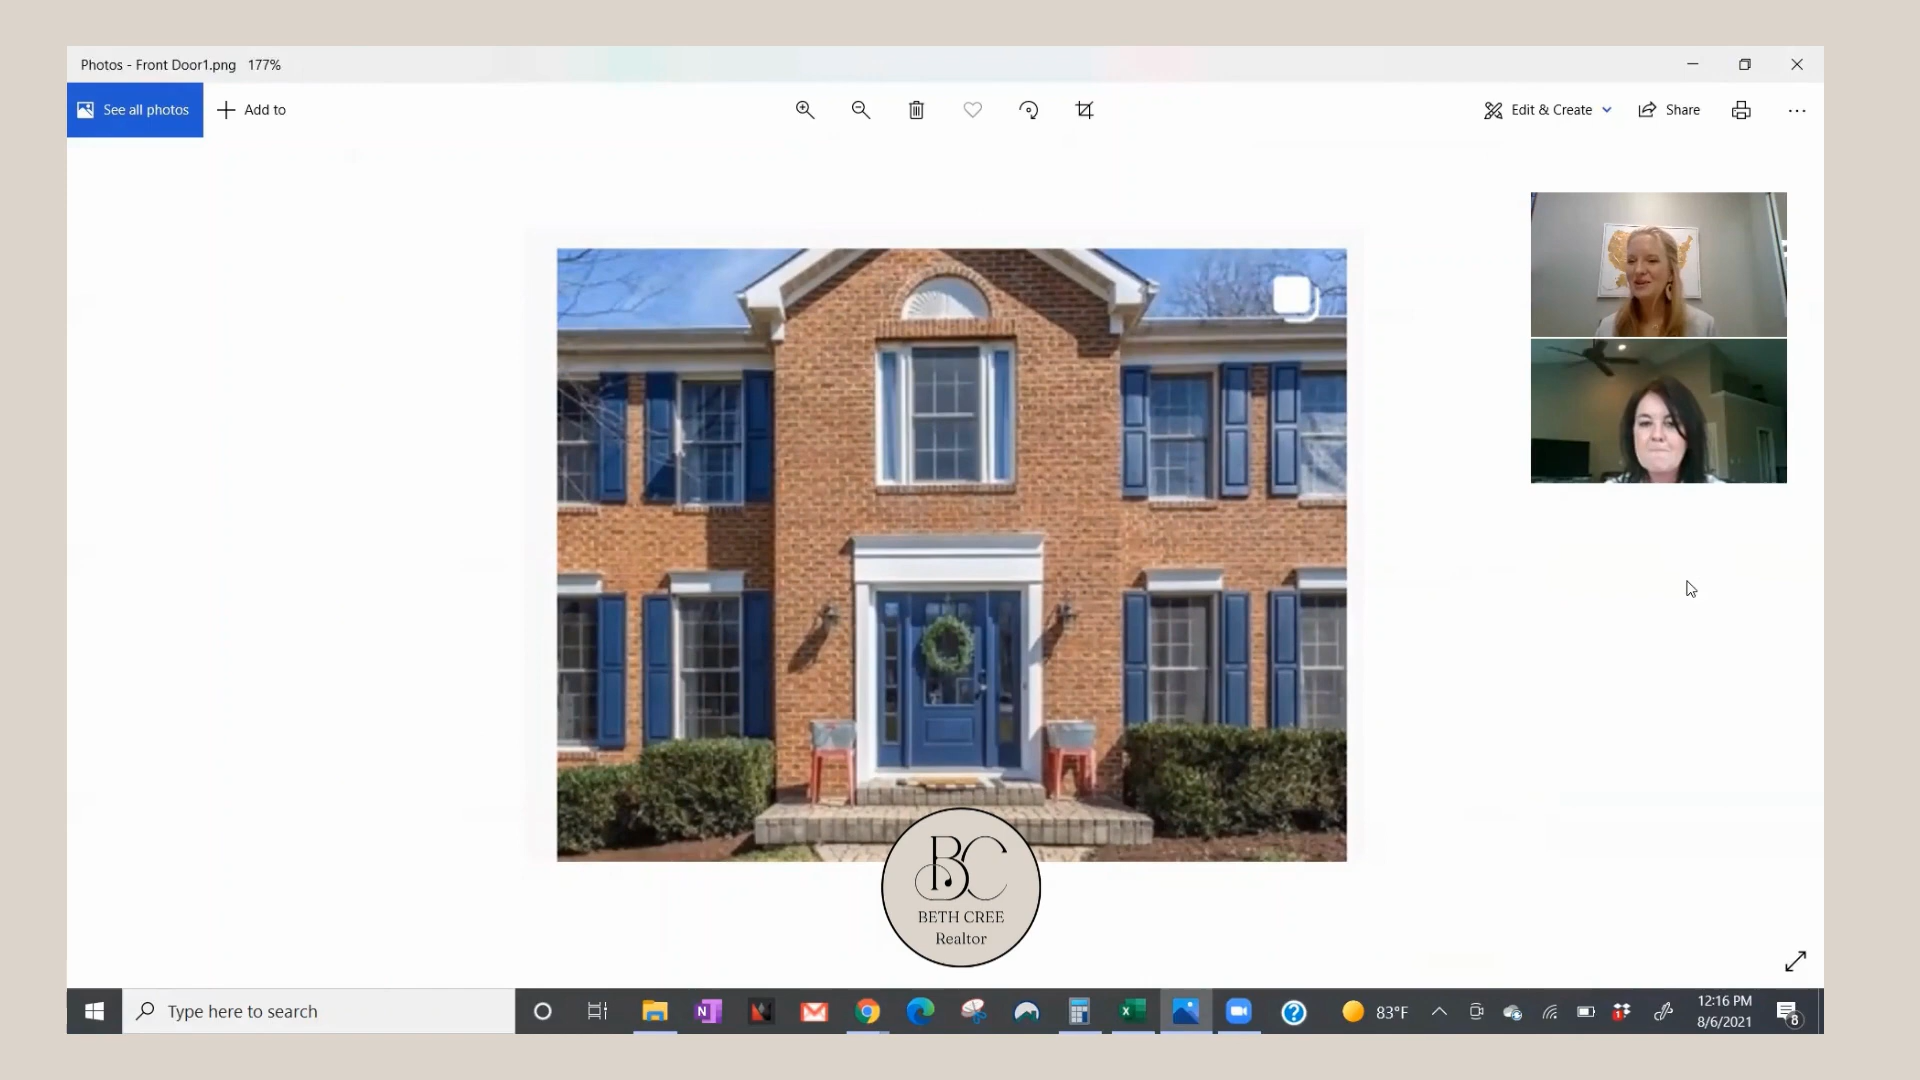 Photos - Front Door1.png 177%
See all photos
Add to
Edit & Create
Share
BC
BETH CREE
Realtor
Type here to search
N
X
83°F
1
12:16 PM
8/6/2021
8